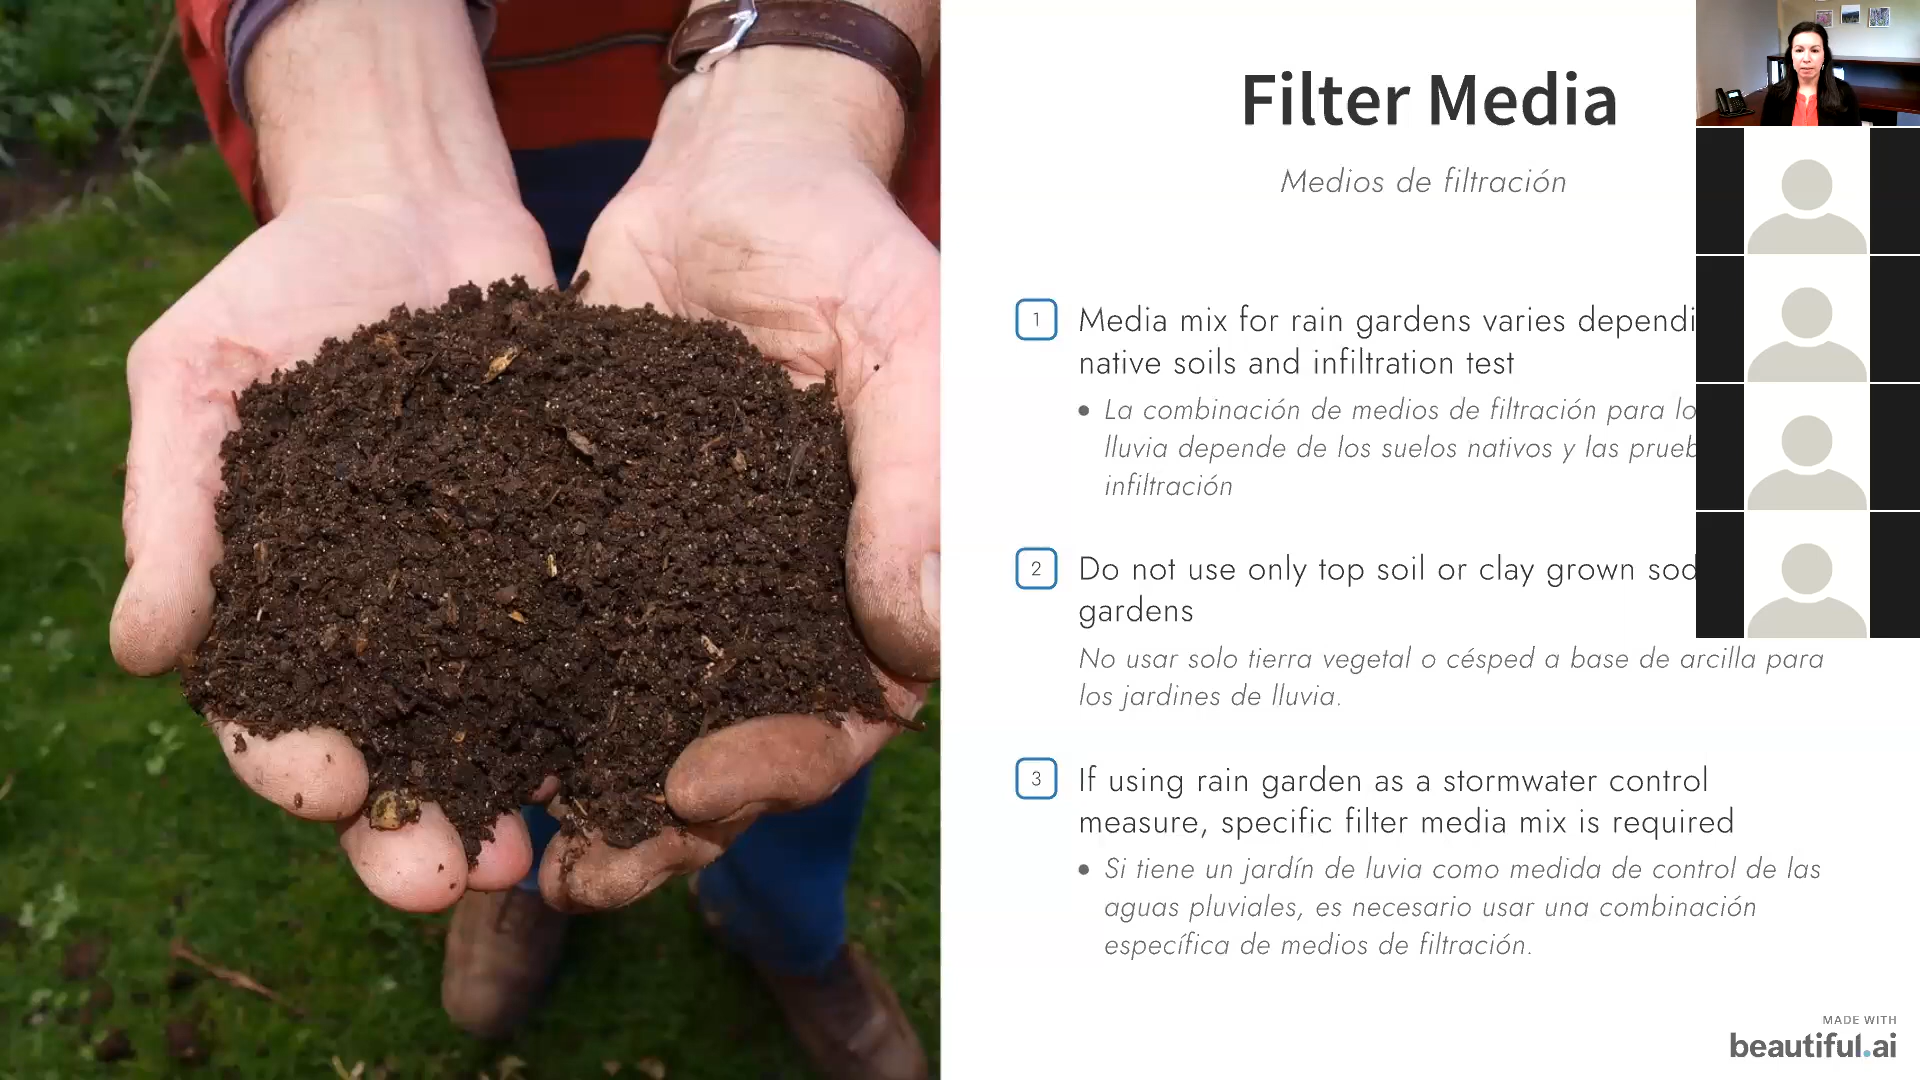 Filter Media
Medios de filtración
1
Media mix for rain gardens varies
native soils and infiltration test
La combinación de medios de filtración para
lluvia depende de los suelos nativos y las
infiltración
2
Do not use only top soil or clay grown
gardens
No usar solo tierra vegetal o césped a base de arcilla para
los jardines de lluvia.
3
If using rain garden as a stormwater control
measure, specific filter media mix is required
Si tiene un jardín de luvia como medida de control de las
aguas pluviales, es necesario usar una combinación
específica de medios de filtración.
MADE WITH
beautiful.ai